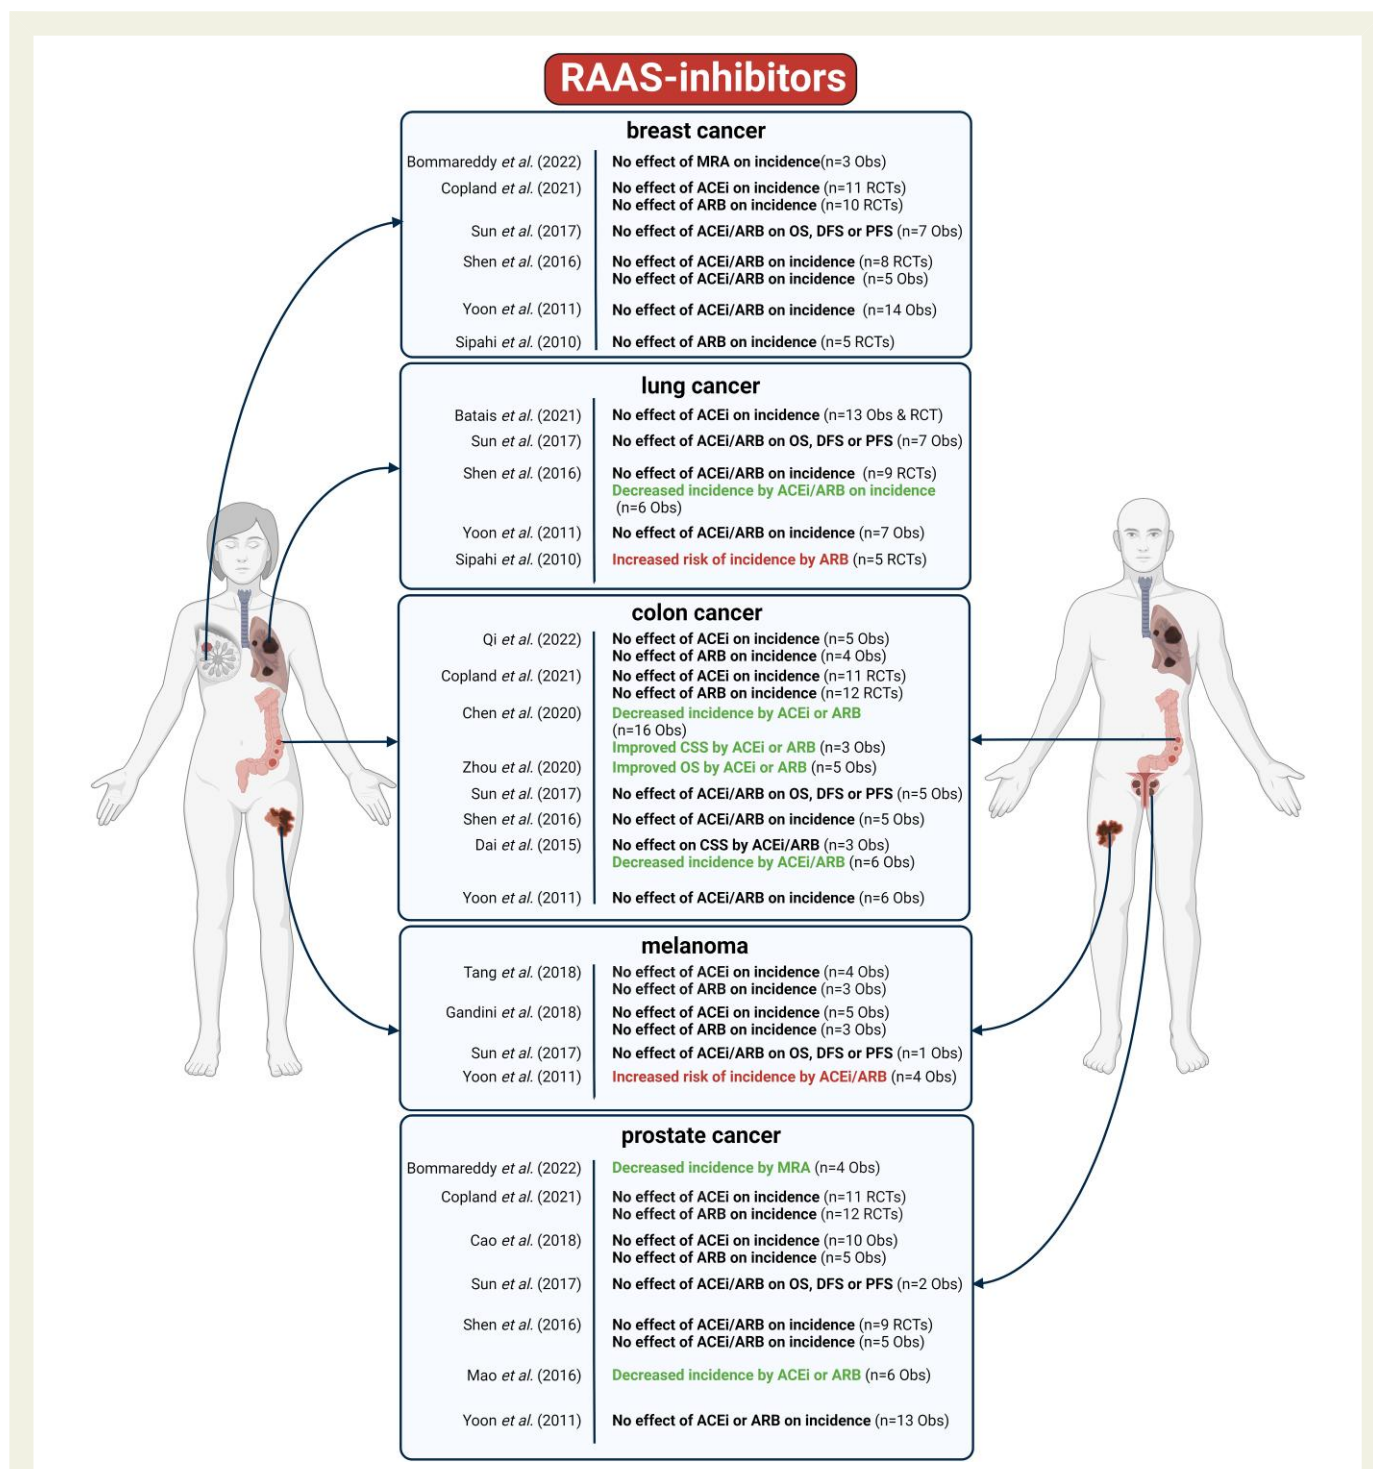 RAAS-inhibitors
breast cancer
Bommareddy et al. (2022) No effect of MRA on incidence(n=3 Obs)
Copland et al. (2021) No effect of ACEi on incidence (n=11 RCTs)
No effect of ARB on incidence (n=10 RCTs)
Sun et al. (2017) No effect of ACEi/ARB on OS, DFS or PFS (n=7 Obs)
Shen et al. (2016) No effect of ACEi/ARB on incidence (n=8 RCTs)
No effect of ACEi/ARB on incidence (n=5 Obs)
Yoon et al. (2011) No effect of ACEi/ARB on incidence (n=14 Obs)
Sipahi et al. (2010) No effect of ARB on incidence (n=5 RCTs)
lung cancer
Batais et al. (2021) No effect of ACEi on incidence (n=13 Obs & RCT)
Sun et al. (2017) No effect of ACEi/ARB on OS, DFS or PFS (n=7 Obs)
Shen et al. (2016) No effect of ACEi/ARB on incidence (n=9 RCTs)
Decreased incidence by ACEi/ARB on incidence
(n=6 Obs)
Yoon et al. (2011) No effect of ACEi/ARB on incidence (n=7 Obs)
Sipahi et al. (2010) Increased risk of incidence by ARB (n=5 RCTs)
colon cancer
Qi et al. (2022) No effect of ACEi on incidence (n=5 Obs)
No effect of ARB on incidence (n=4 Obs)
Copland et al. (2021) No effect of ACEi on incidence (n=11 RCTs)
No effect of ARB on incidence (n=12 RCTs)
Chen et al. (2020) Decreased incidence by ACEi or ARB
(n=16 Obs)
Improved CSS by ACEi or ARB (n=3 Obs)
Zhou et al. (2020) Improved OS by ACEi or ARB (n=5 Obs)
Sun et al. (2017) No effect of ACEi/ARB on OS, DFS or PFS (n=5 Obs)
Shen et al. (2016) No effect of ACEi/ARB on incidence (n=5 Obs)
Dai et al. (2015) No effect on CSS by ACEi/ARB (n=3 Obs)
Decreased incidence by ACEi/ARB (n=6 Obs)
Yoon et al. (2011) No effect of ACEi/ARB on incidence (n=6 Obs)
melanoma
Tang et al. (2018) No effect of ACEi on incidence (n=4 Obs)
No effect of ARB on incidence (n=3 Obs)
Gandini et al. (2018) No effect of ACEi on incidence (n=5 Obs)
No effect of ARB on incidence (n=3 Obs)
Sun et al. (2017) No effect of ACEi/ARB on OS, DFS or PFS (n=1 Obs)
Yoon et al. (2011) Increased risk of incidence by ACEi/ARB (n=4 Obs)
prostate cancer
Bommareddy et al. (2022) Decreased incidence by MRA (n=4 Obs)
Copland et al. (2021) No effect of ACEi on incidence (n=11 RCTs)
No effect of ARB on incidence (n=12 RCTs)
Cao et al. (2018) No effect of ACEi on incidence (n=10 Obs)
No effect of ARB on incidence (n=5 Obs)
Sun et al. (2017) No effect of ACEi/ARB on OS, DFS or PFS (n=2 Obs)
Shen et al. (2016) No effect of ACEi/ARB on incidence (n=9 RCTs)
No effect of ACEi/ARB on incidence (n=5 Obs)
Mao et al. (2016) Decreased incidence by ACEi or ARB (n=6 Obs)
Yoon et al. (2011) No effect of ACEi or ARB on incidence (n=13 Obs)